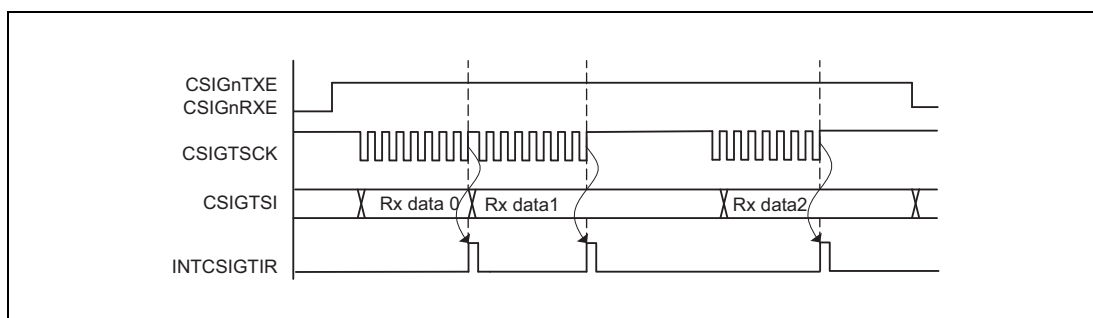 CSIGnTXE
CSIGnRXE
CSIGTSCK
CSIGTSI
Rx data 0
Rx data1
Rx data2
INTCSIGTIR